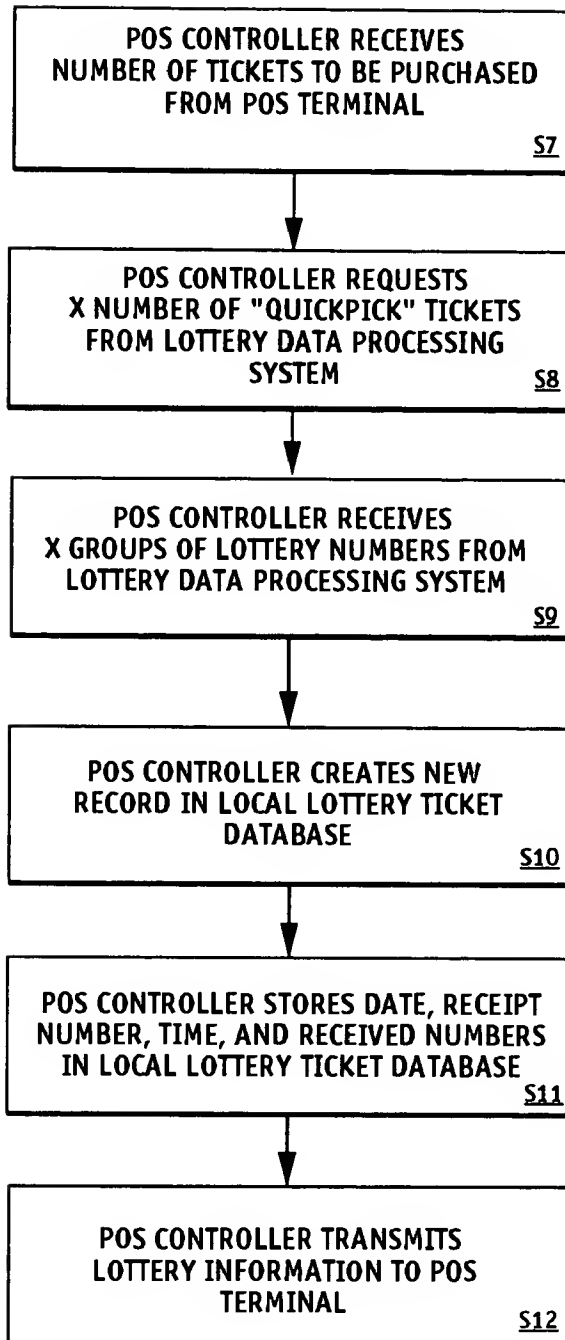 POS CONTROLLER RECEIVES
NUMBER OF TICKETS TO BE PURCHASED
FROM POS TERMINAL
S7
POS CONTROLLER REQUESTS
X NUMBER OF "QUICKPICK" TICKETS
FROM LOTTERY DATA PROCESSING
SYSTEM
S8
POS CONTROLLER RECEIVES
X GROUPS OF LOTTERY NUMBERS FROM
LOTTERY DATA PROCESSING SYSTEM
S9
POS CONTROLLER CREATES NEW
RECORD IN LOCAL LOTTERY TICKET
DATABASE
S10
POS CONTROLLER STORES DATE, RECEIPT
NUMBER, TIME, AND RECEIVED NUMBERS
IN LOCAL LOTTERY TICKET DATABASE
S11
POS CONTROLLER TRANSMITS
LOTTERY INFORMATION TO POS
TERMINAL
S12